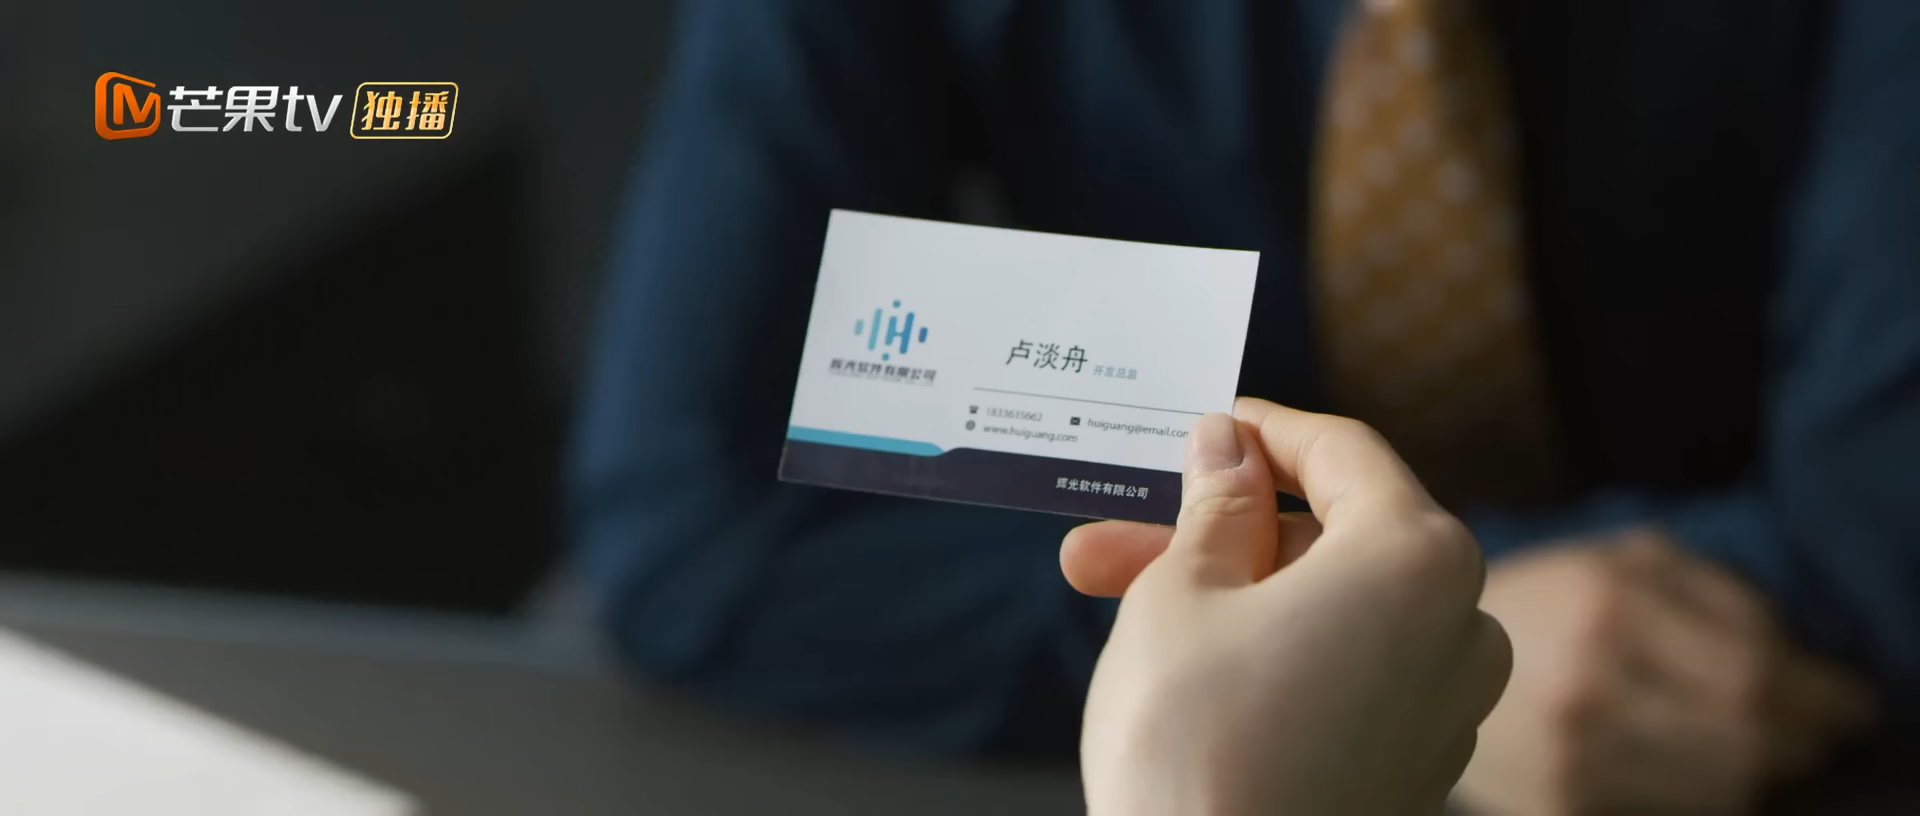 芒果tv 独播
辉光软件有限公司
卢淡舟 开发总监
1833635662
huiguang@email.com
www.huiguang.com
辉光软件有限公司